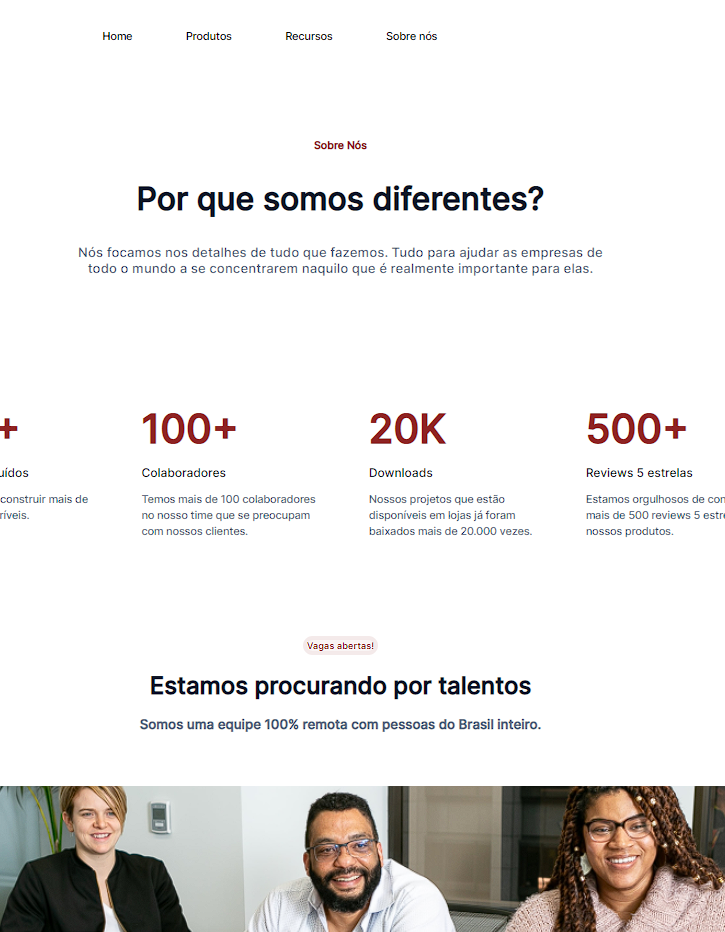 Home Produtos Recursos Sobre nós
Sobre Nós
Por que somos diferentes?
Nós focamos nos detalhes de tudo que fazemos. Tudo para ajudar as empresas de
todo o mundo a se concentrarem naquilo que é realmente importante para elas.
+ 100+ 20K 500+
Colaboradores Downloads Reviews 5 estrelas
construir mais de Temos mais de 100 colaboradores Nossos projetos que estão Estamos orgulhosos de
no nosso time que se preocupam disponíveis em lojas já foram mais de 500 reviews 5
com nossos clientes. baixados mais de 20.000 vezes. nossos produtos.
Vagas abertas!
Estamos procurando por talentos
Somos uma equipe 100% remota com pessoas do Brasil inteiro.